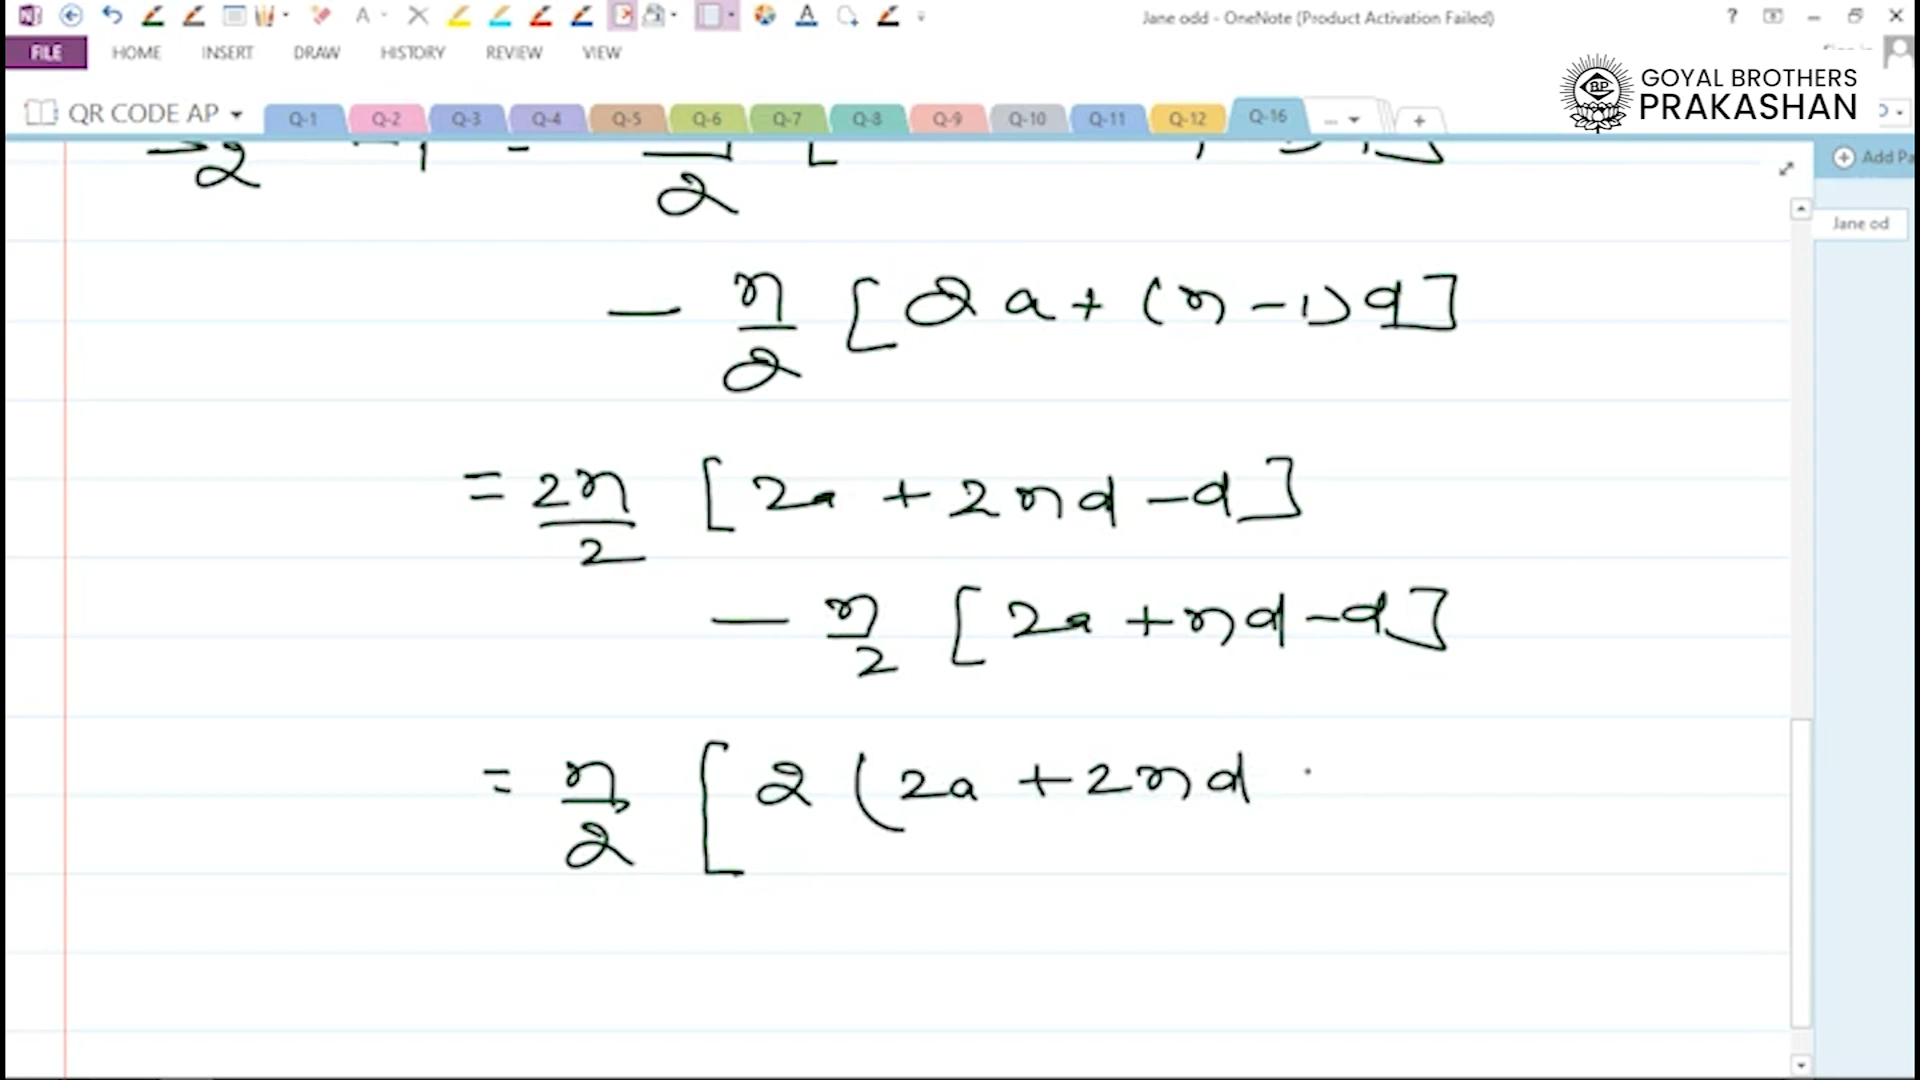 Jane odd - OneNote (Product Activation Failed)
FILE HOME INSERT DRAW HISTORY REVIEW VIEW
GOYAL BROTHERS
PRAKASHAN
QR CODE AP Q-1 Q-2 Q-3 Q-4 Q-5 Q-6 Q-7 Q-8 Q-9 Q-10 Q-11 Q-12 Q-16
Add Pa
Jane od
2 = 2 [ ]
- n/2 [2a + (n - 1) d]
= 2n/2 [2a + 2nd - d]
- n/2 [2a + nd - d]
= n/2 [2 (2a + 2nd